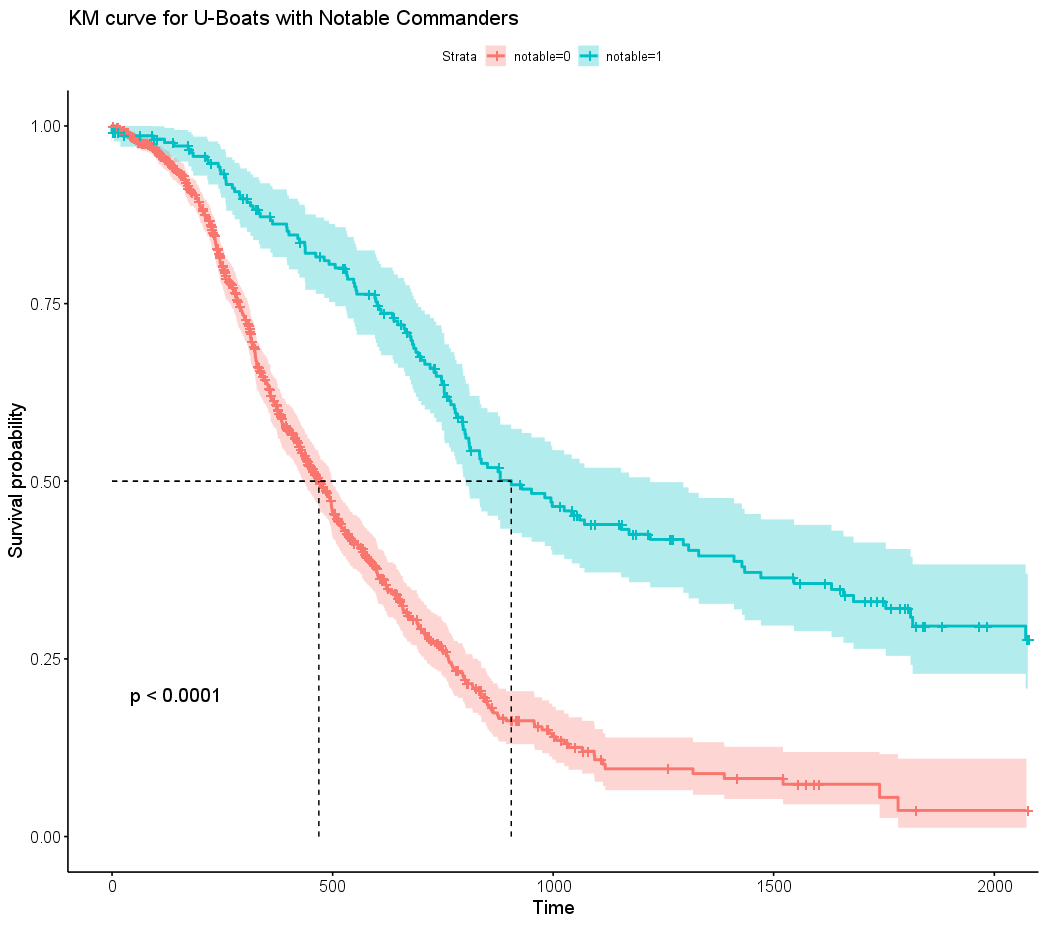 KM curve for U-Boats with Notable Commanders
Strata notable=0 notable=1
Survival probability
1.00
0.75
0.50
0.25
0.00
p < 0.0001
0 500 1000 1500 2000
Time